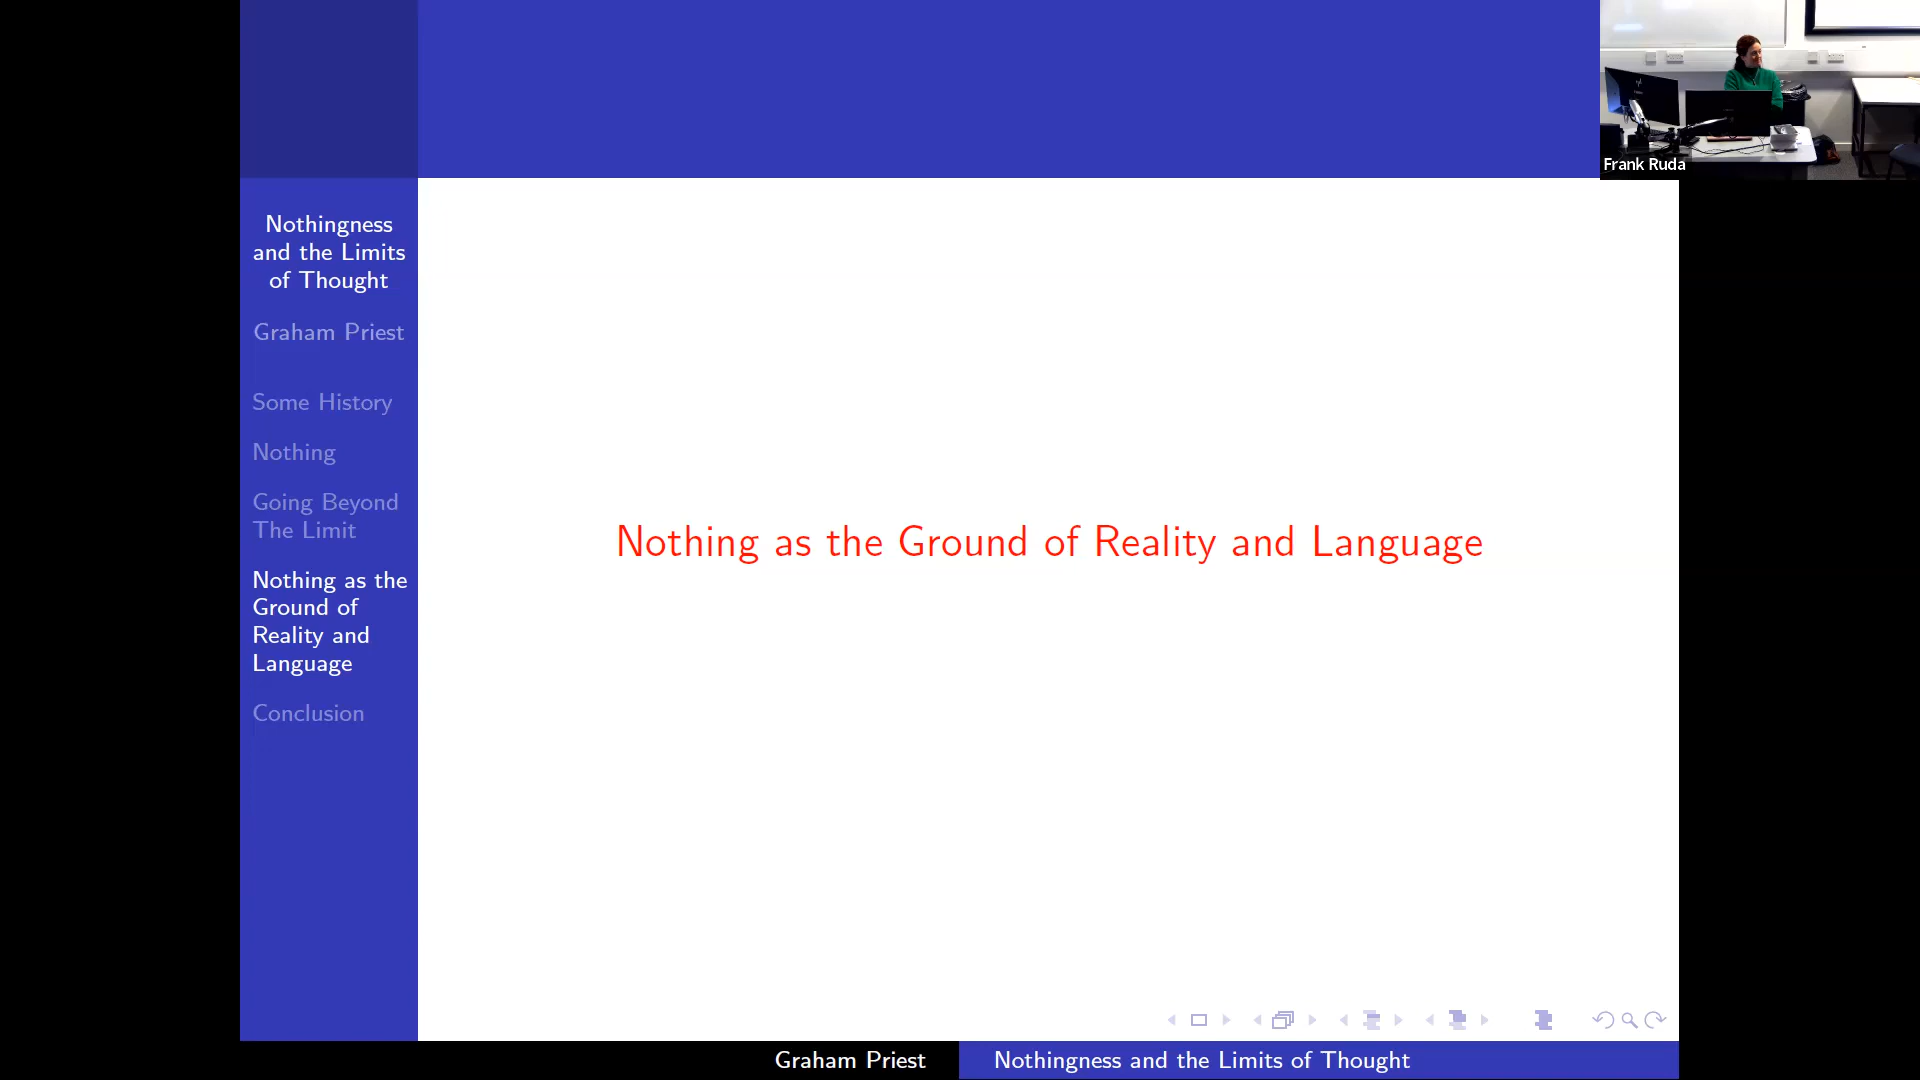 Frank Ruda
Nothingness
and the Limits
of Thought
Graham Priest
Some History
Nothing
Going Beyond
The Limit
Nothing as the
Ground of
Reality and
Language
Conclusion
Nothing as the Ground of Reality and Language
Graham Priest
Nothingness and the Limits of Thought